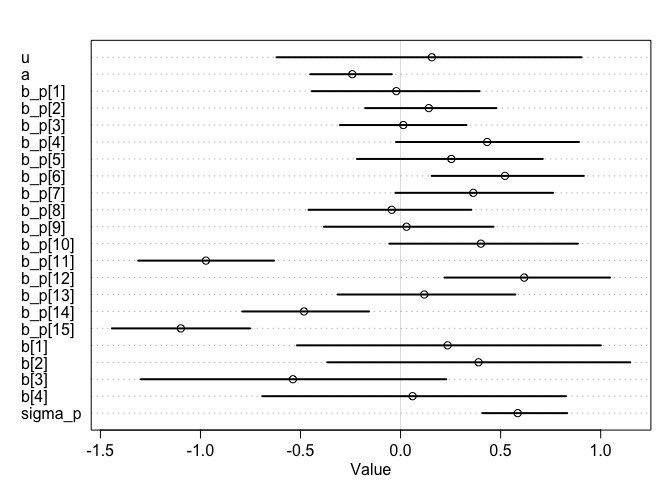 u
a
b_p[1]
b_p[2]
b_p[3]
b_p[4]
b_p[5]
b_p[6]
b_p[7]
b_p[8]
b_p[9]
b_p[10]
b_p[11]
b_p[12]
b_p[13]
b_p[14]
b_p[15]
b[1]
b[2]
b[3]
b[4]
sigma_p
-1.5 -1.0 -0.5 0.0 0.5 1.0
Value